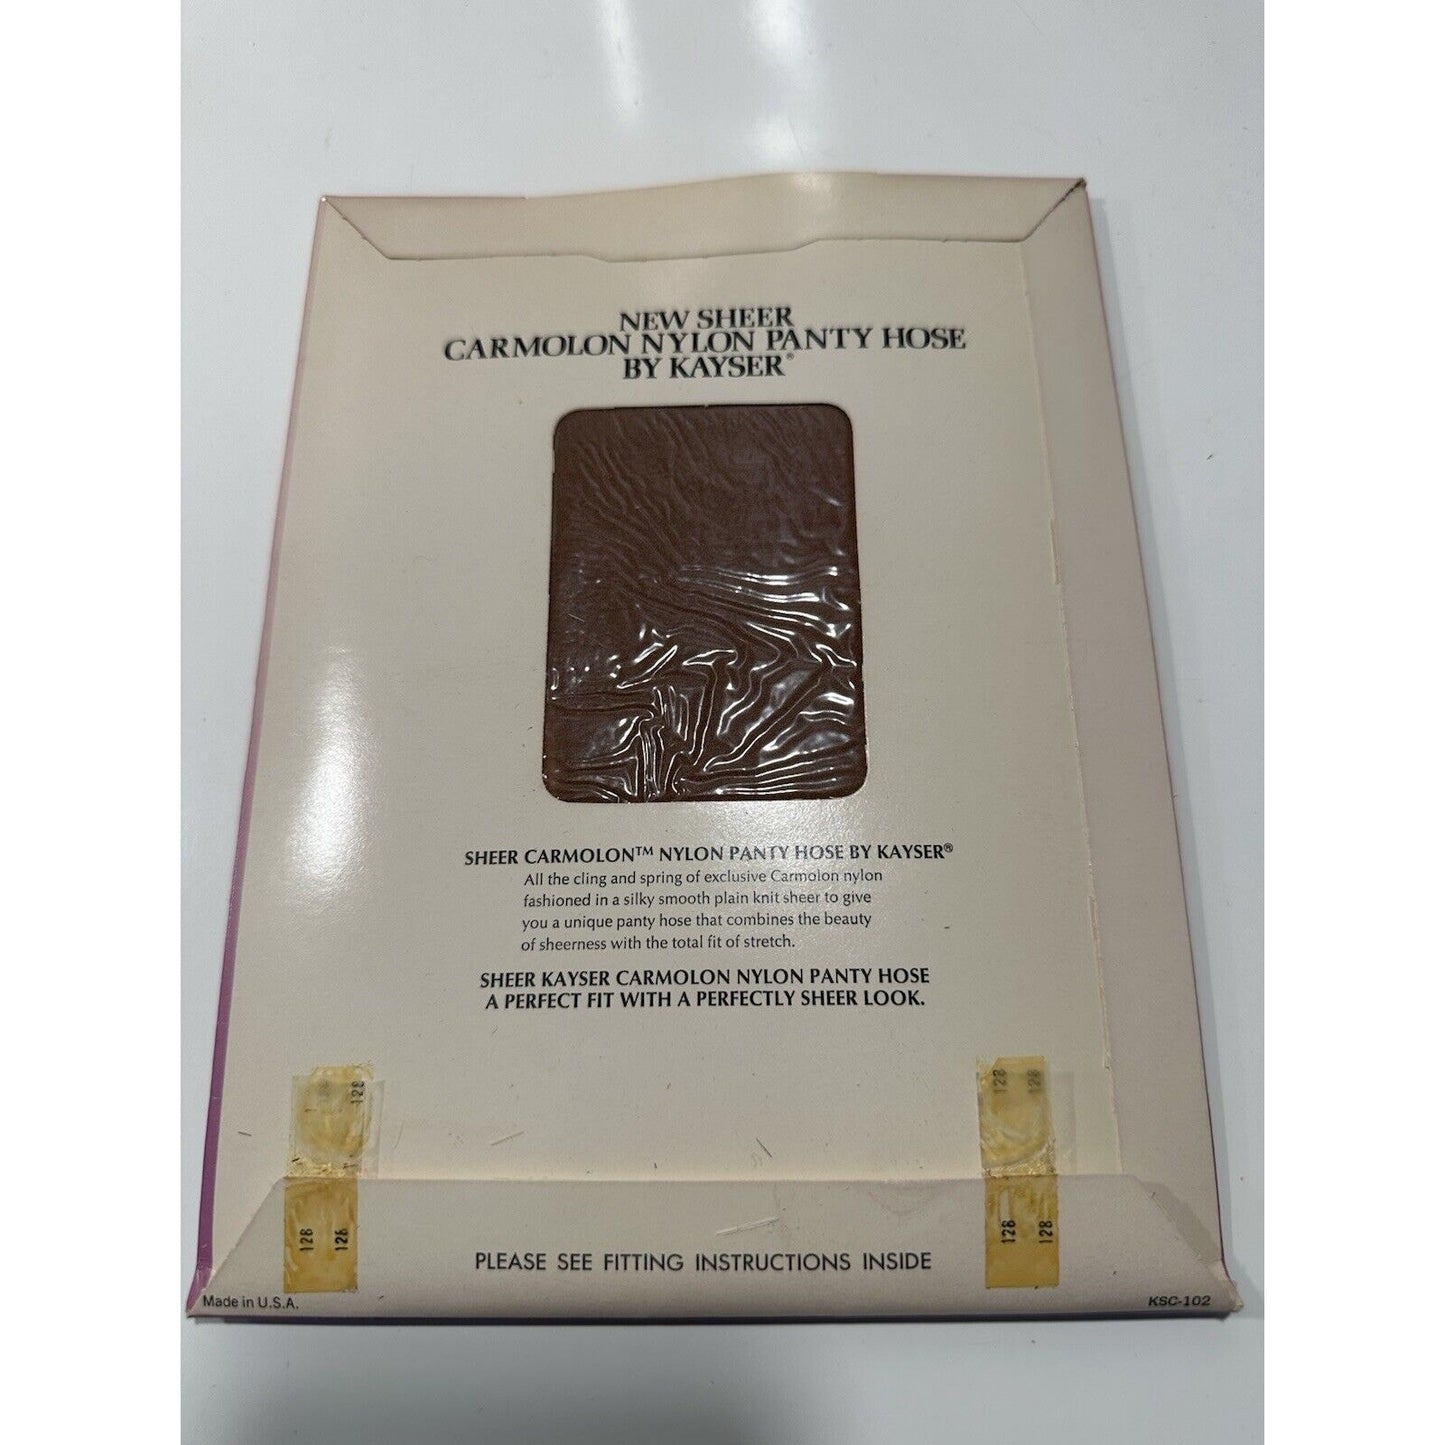 NEW SHEER
CARMOLON NYLON PANTY HOSE
BY KAYSER®
SHEER CARMOLON™ NYLON PANTY HOSE BY KAYSER®
All the cling and spring of exclusive Carmolon nylon
fashioned in a silky smooth plain knit sheer to give
you a unique panty hose that combines the beauty
of sheerness with the total fit of stretch.
SHEER KAYSER CARMOLON NYLON PANTY HOSE
A PERFECT FIT WITH A PERFECTLY SHEER LOOK.
128
128 128
128 128
128 128
PLEASE SEE FITTING INSTRUCTIONS INSIDE
Made in U.S.A.
KSC-102